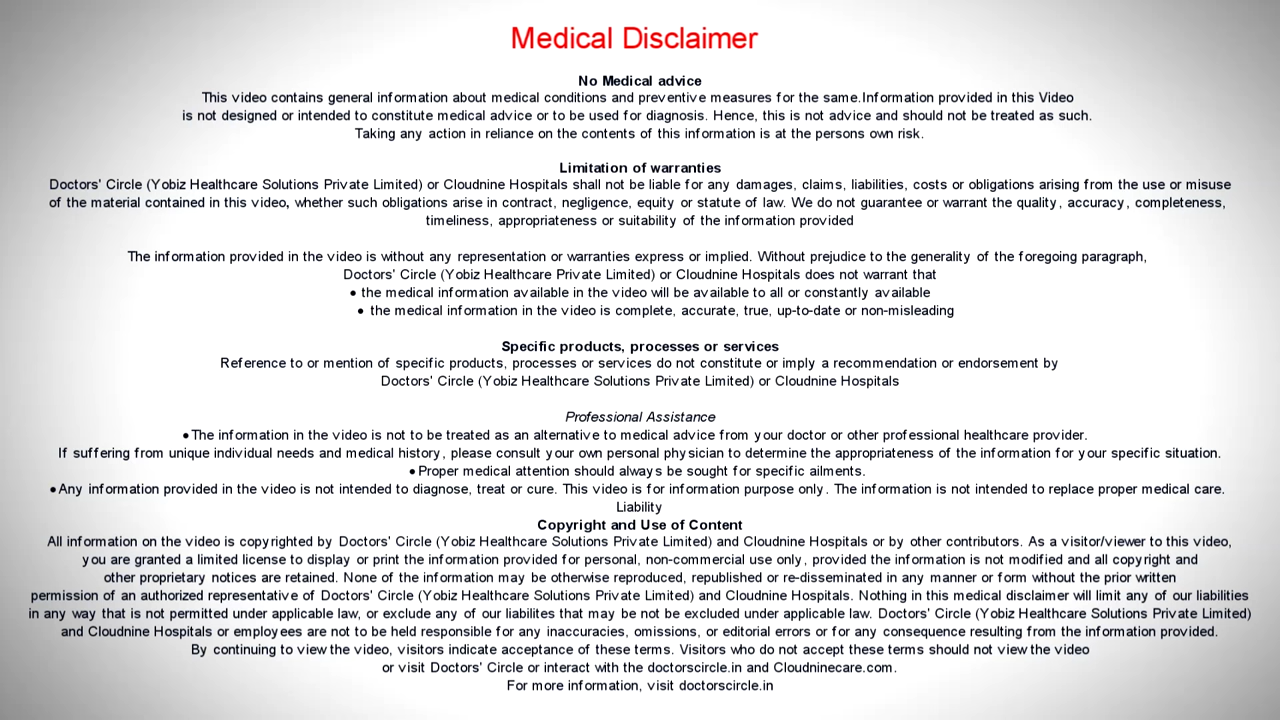 Medical Disclaimer
No Medical advice
This video contains general information about medical conditions and preventive measures for the same.Information provided in this Video
is not designed or intended to constitute medical advice or to be used for diagnosis. Hence, this is not advice and should not be treated as such.
Taking any action in reliance on the contents of this information is at the persons own risk.
Limitation of warranties
Doctors' Circle (Yobiz Healthcare Solutions Private Limited) or Cloudnine Hospitals shall not be liable for any damages, claims, liabilities, costs or obligations arising from the use or misuse
of the material contained in this video, whether such obligations arise in contract, negligence, equity or statute of law. We do not guarantee or warrant the quality, accuracy, completeness,
timeliness, appropriateness or suitability of the information provided
The information provided in the video is without any representation or warranties express or implied. Without prejudice to the generality of the foregoing paragraph,
Doctors' Circle (Yobiz Healthcare Private Limited) or Cloudnine Hospitals does not warrant that
• the medical information available in the video will be available to all or constantly available
• the medical information in the video is complete, accurate, true, up-to-date or non-misleading
Specific products, processes or services
Reference to or mention of specific products, processes or services do not constitute or imply a recommendation or endorsement by
Doctors' Circle (Yobiz Healthcare Solutions Private Limited) or Cloudnine Hospitals
Professional Assistance
•The information in the video is not to be treated as an alternative to medical advice from your doctor or other professional healthcare provider.
If suffering from unique individual needs and medical history, please consult your own personal physician to determine the appropriateness of the information for your specific situation.
•Proper medical attention should always be sought for specific ailments.
•Any information provided in the video is not intended to diagnose, treat or cure. This video is for information purpose only. The information is not intended to replace proper medical care.
Liability
Copyright and Use of Content
All information on the video is copyrighted by Doctors' Circle (Yobiz Healthcare Solutions Private Limited) and Cloudnine Hospitals or by other contributors. As a visitor/viewer to this video,
you are granted a limited license to display or print the information provided for personal, non-commercial use only, provided the information is not modified and all copyright and
other proprietary notices are retained. None of the information may be otherwise reproduced, republished or re-disseminated in any manner or form without the prior written
permission of an authorized representative of Doctors' Circle (Yobiz Healthcare Solutions Private Limited) and Cloudnine Hospitals. Nothing in this medical disclaimer will limit any of our liabilities
in any way that is not permitted under applicable law, or exclude any of our liabilites that may be not be excluded under applicable law. Doctors' Circle (Yobiz Healthcare Solutions Private Limited)
and Cloudnine Hospitals or employees are not to be held responsible for any inaccuracies, omissions, or editorial errors or for any consequence resulting from the information provided.
By continuing to view the video, visitors indicate acceptance of these terms. Visitors who do not accept these terms should not view the video
or visit Doctors' Circle or interact with the doctorscircle.in and Cloudninecare.com.
For more information, visit doctorscircle.in